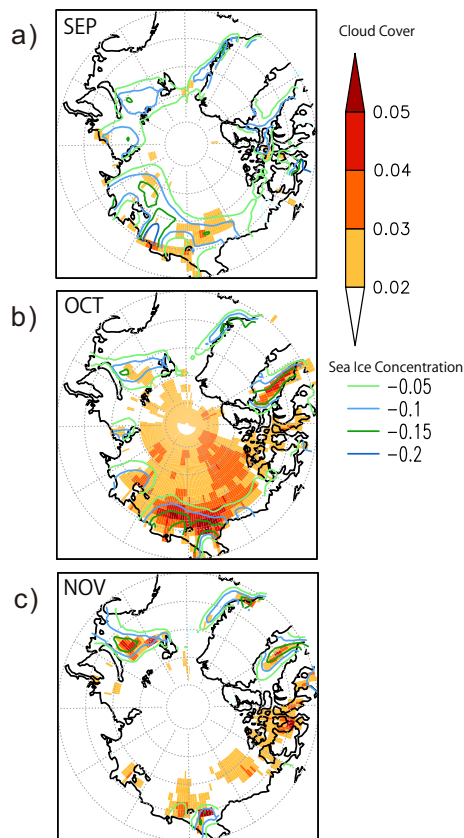 a)
SEP
Cloud Cover
0.05
0.04
0.03
0.02
b)
OCT
Sea Ice Concentration
-0.05
-0.1
-0.15
-0.2
c)
NOV